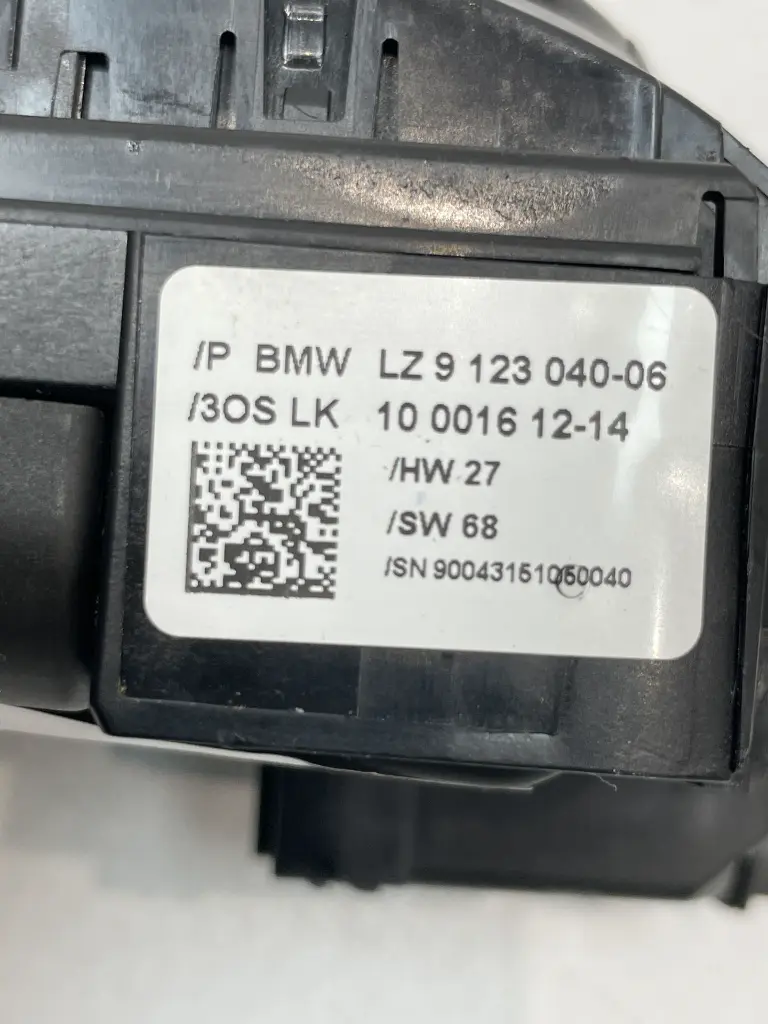 /P BMW LZ 9 123 040-06
/3OS LK 10 0016 12-14
/HW 27
/SW 68
/SN 90043151060040